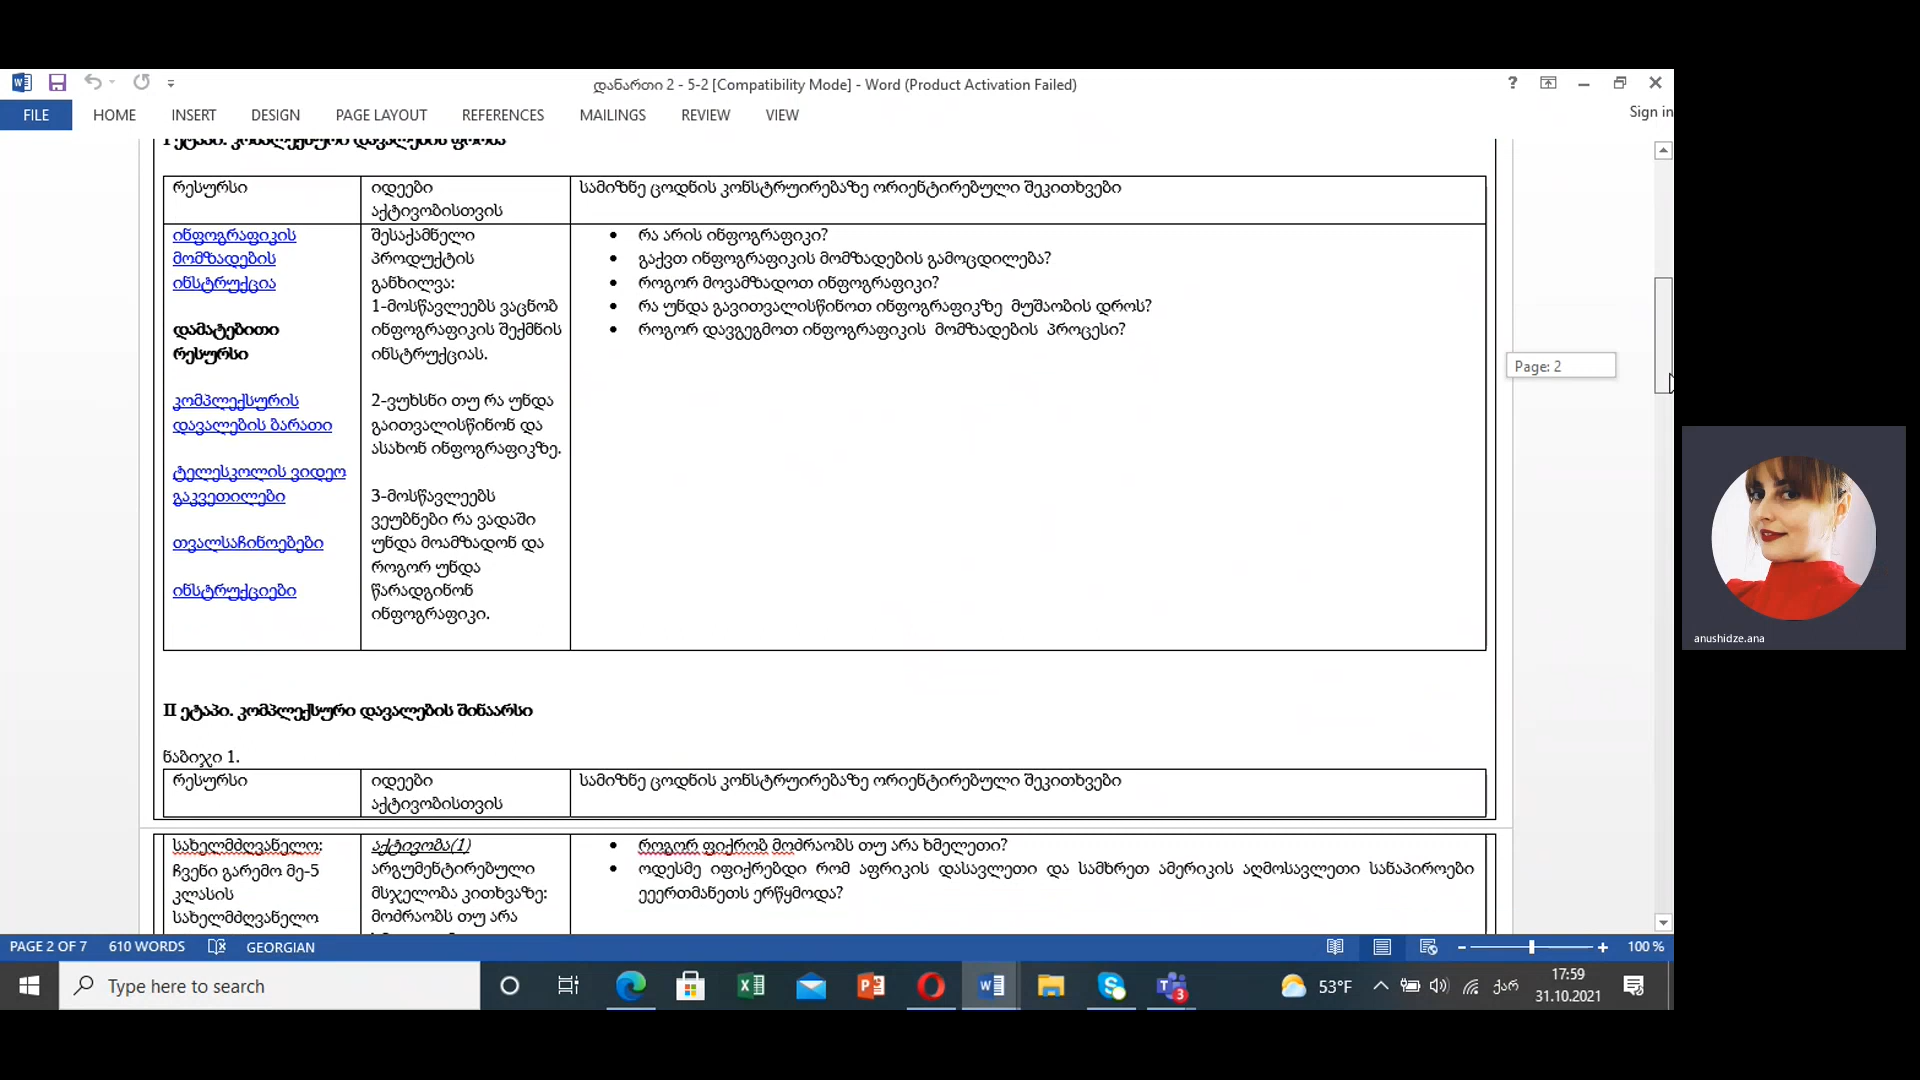 დანართი 2 - 5-2 [Compatibility Mode] - Word (Product Activation Failed)
FILE HOME INSERT DESIGN PAGE LAYOUT REFERENCES MAILINGS REVIEW VIEW
Sign in
I ეტაპი. კომპლექსური დავალების ფორმა
რესურსი
იდეები
აქტივობისთვის
სამიზნე ცოდნის კონსტრუირებაზე ორიენტირებული შეკითხვები
ინფოგრაფიკის
მომზადების
ინსტრუქცია
დამატებითი
რესურსი
კომპლექსურის
დავალების ბარათი
ტელესკოლის ვიდეო
გაკვეთილები
თვალსაჩინოებები
ინსტრუქციები
შესაქამნელი
პროდუქტის
განხილვა:
1-მოსწავლეებს ვაცნობ
ინფოგრაფიკის შექმნის
ინსტრუქციას.
2-ვუხსნი თუ რა უნდა
გაითვალისწინონ და
ასახონ ინფოგრაფიკზე.
3-მოსწავლეებს
ვეუბნები რა ვადაში
უნდა მოამზადონ და
როგორ უნდა
წარადგინონ
ინფოგრაფიკი.
• რა არის ინფოგრაფიკი?
• გაქვთ ინფოგრაფიკის მომზადების გამოცდილება?
• როგორ მოვამზადოთ ინფოგრაფიკი?
• რა უნდა გავითვალისწინოთ ინფოგრაფიკზე მუშაობის დროს?
• როგორ დავგეგმოთ ინფოგრაფიკის მომზადების პროცესი?
Page: 2
II ეტაპი. კომპლექსური დავალების შინაარსი
ნაბიჯი 1.
რესურსი
იდეები
აქტივობისთვის
სამიზნე ცოდნის კონსტრუირებაზე ორიენტირებული შეკითხვები
სახელმძღვანელო:
ჩვენი გარემო მე-5
კლასის
სახელმძღვანელო
აქტივობა(1)
არგუმენტირებული
მსჯელობა კითხვაზე:
მოძრაობს თუ არა
• როგორ ფიქრობ მოძრაობს თუ არა ხმელეთი?
• ოდესმე იფიქრებდი რომ აფრიკის დასავლეთი და სამხრეთ ამერიკის აღმოსავლეთი სანაპიროები
ეეერთმანეთს ერწყმოდა?
anushidze.ana
PAGE 2 OF 7 610 WORDS GEORGIAN 100 %
Type here to search
3
53°F
ქარ
17:59
31.10.2021